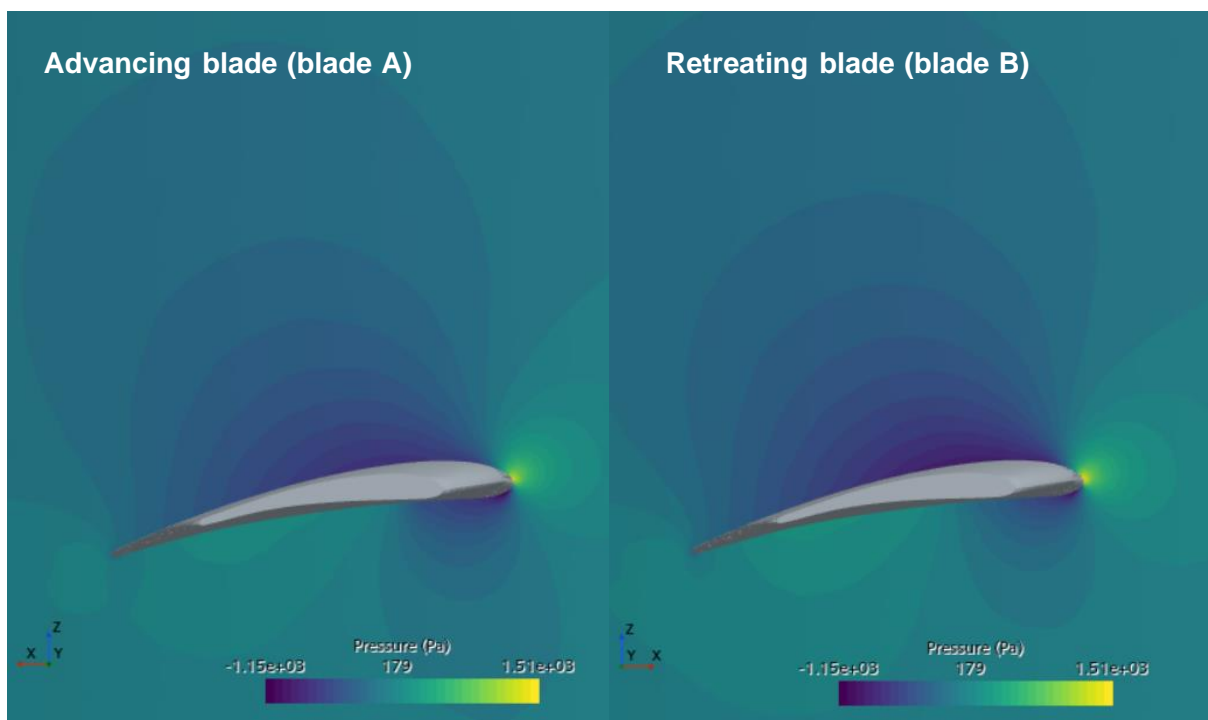 Advancing blade (blade A)
Retreating blade (blade B)
Z
X Y
Pressure (Pa)
-1.15e+03 179 1.51e+03
Z
Y X
Pressure (Pa)
-1.15e+03 179 1.51e+03